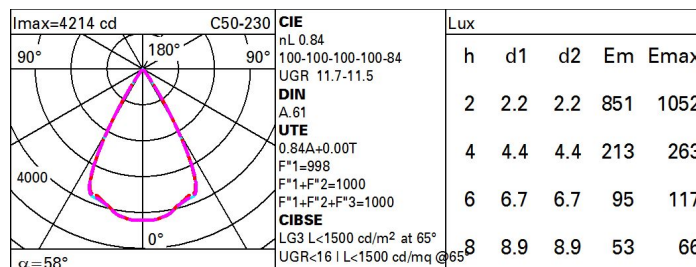 Imax=4214 cd C50-230
90° 180° 90°
4000
0°
α=58°
CIE
nL 0.84
100-100-100-100-84
UGR 11.7-11.5
DIN
A.61
UTE
0.84A+0.00T
F"1=998
F"1+F"2=1000
F"1+F"2+F"3=1000
CIBSE
LG3 L<1500 cd/m² at 65°
UGR<16 | L<1500 cd/mq @65°
Lux
h d1 d2 Em Emax
2 2.2 2.2 851 1052
4 4.4 4.4 213 263
6 6.7 6.7 95 117
8 8.9 8.9 53 66